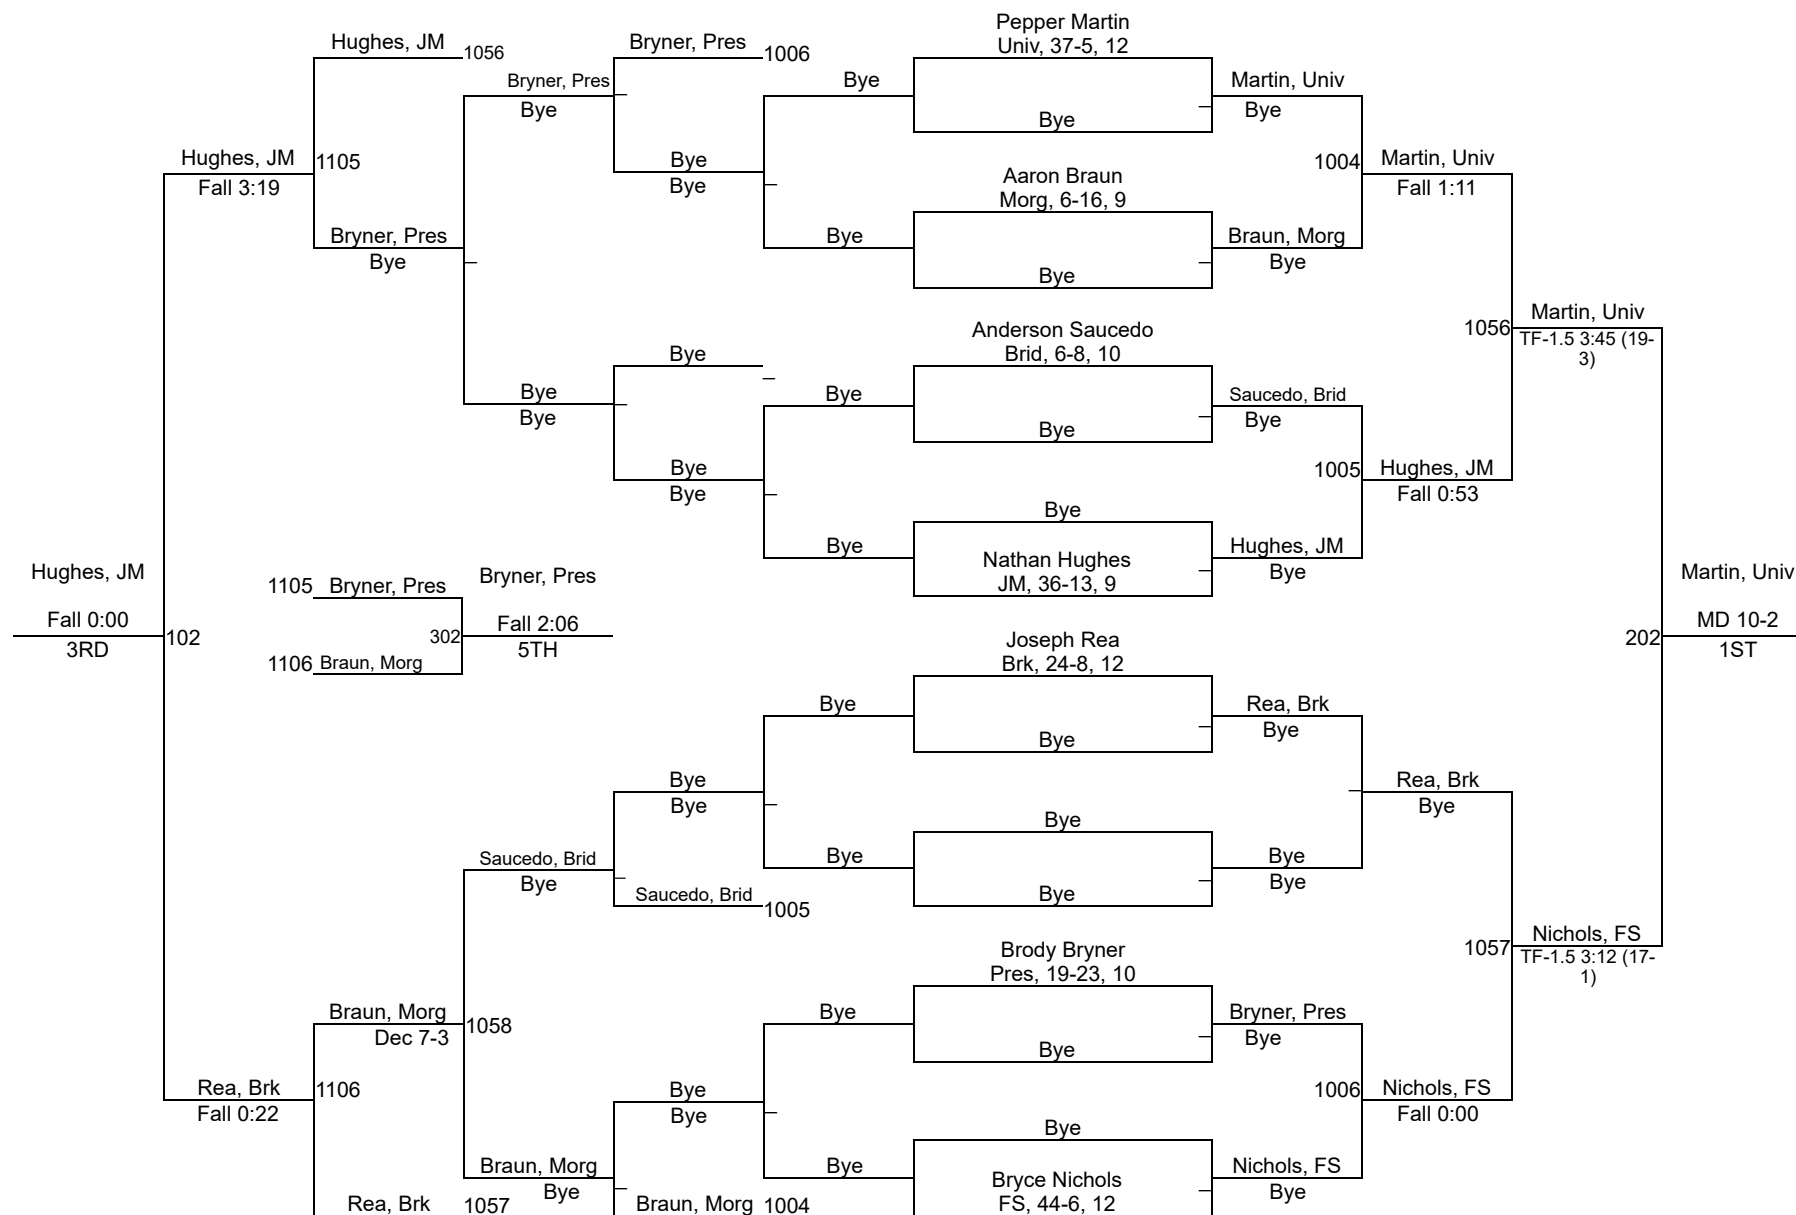 Pepper Martin
Univ, 37-5, 12
Hughes, JM
1056
Bryner, Pres
1006
Bryner, Pres
Bye
Bye
Martin, Univ
Bye
Bye
Hughes, JM
1105
Fall 3:19
Bye
Bye
1004
Martin, Univ
Fall 1:11
Aaron Braun
Morg, 6-16, 9
Bryner, Pres
Bye
Bye
Braun, Morg
Bye
Bye
Anderson Saucedo
Brid, 6-8, 10
Martin, Univ
1056
TF-1.5 3:45 (19-
3)
Bye
Bye
Bye
Bye
Saucedo, Brid
Bye
Bye
Bye
Bye
1005
Hughes, JM
Fall 0:53
Bye
Bye
Nathan Hughes
JM, 36-13, 9
Hughes, JM
Bye
Hughes, JM
Fall 0:00
3RD
102
1105
Bryner, Pres
Bryner, Pres
302
Fall 2:06
5TH
1106
Braun, Morg
Martin, Univ
202
MD 10-2
1ST
Joseph Rea
Brk, 24-8, 12
Bye
Rea, Brk
Bye
Bye
Bye
Bye
Rea, Brk
Bye
Bye
Bye
Bye
Bye
Bye
Saucedo, Brid
Bye
Saucedo, Brid
1005
Brody Bryner
Pres, 19-23, 10
1057
Nichols, FS
TF-1.5 3:12 (17-
1)
Braun, Morg
Dec 7-3
1058
Bye
Bryner, Pres
Bye
Bye
Rea, Brk
1106
Fall 0:22
Bye
Bye
1006
Nichols, FS
Fall 0:00
Bye
Braun, Morg
Bye
Bye
Bryce Nichols
FS, 44-6, 12
Nichols, FS
Bye
Rea, Brk
1057
Braun, Morg
1004